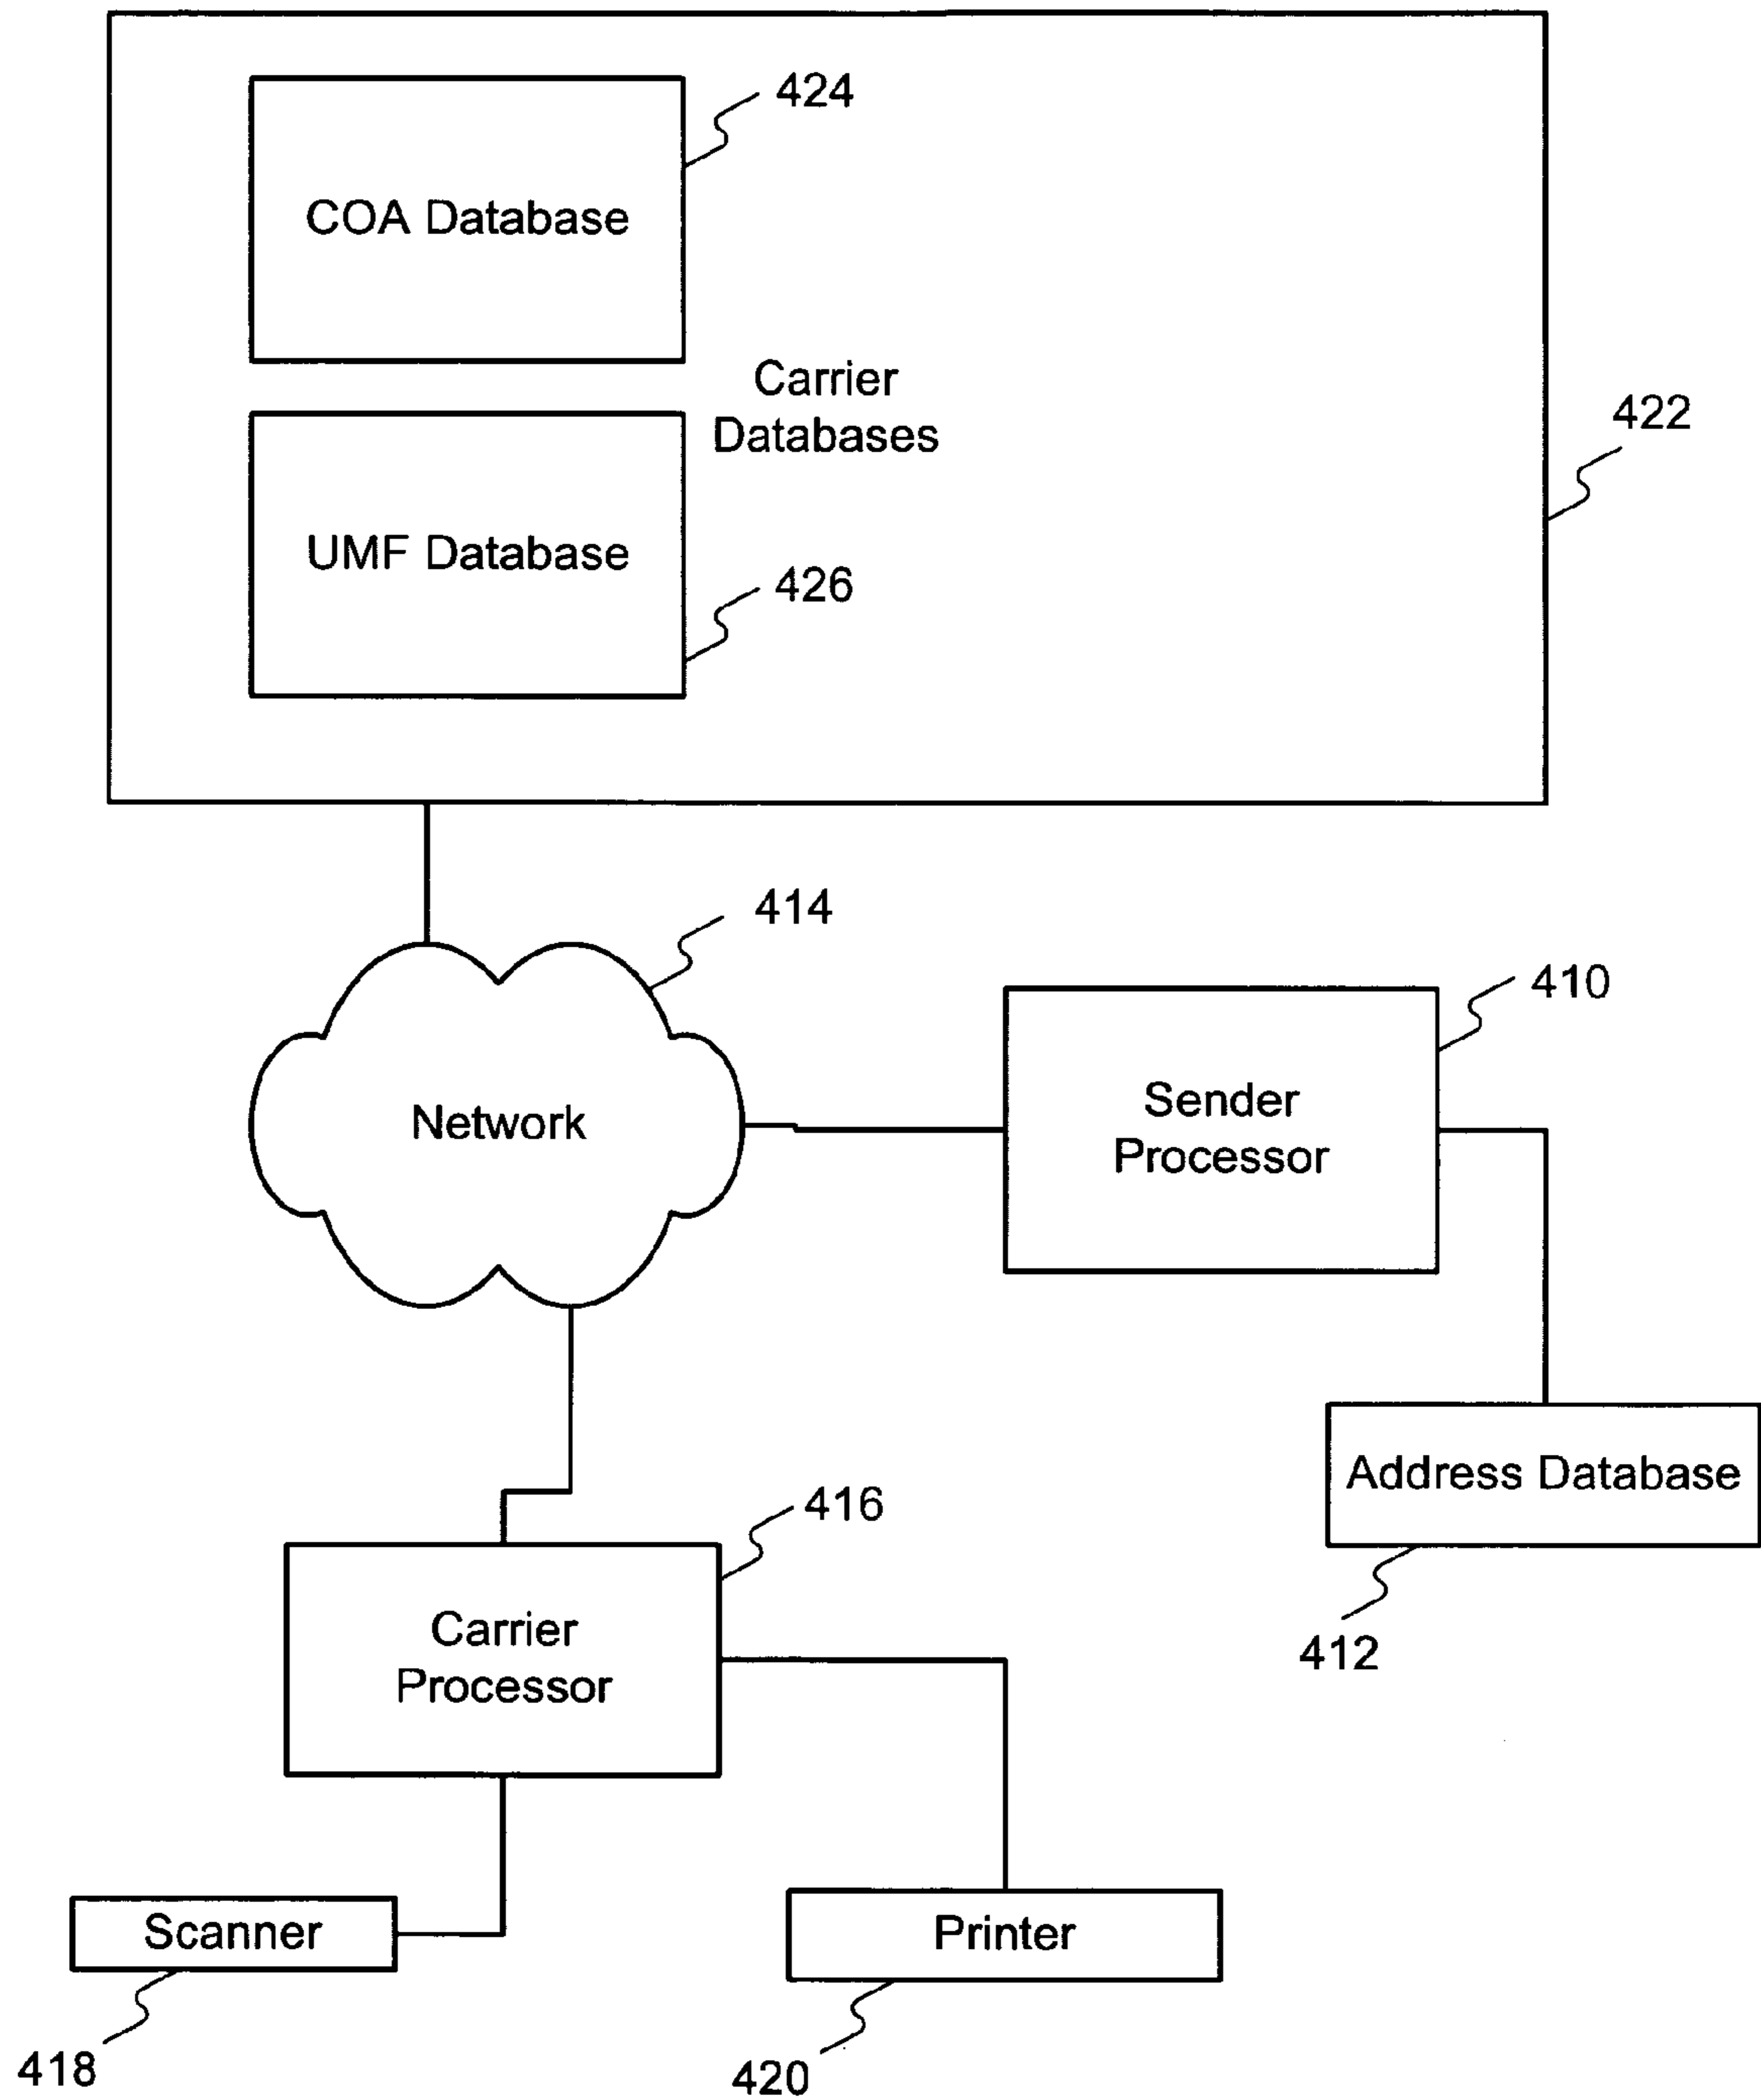 424
COA Database
Carrier
Databases
422
UMF Database
426
414
410
Network
Sender
Processor
Address Database
416
Carrier
Processor
412
Scanner
Printer
418
420